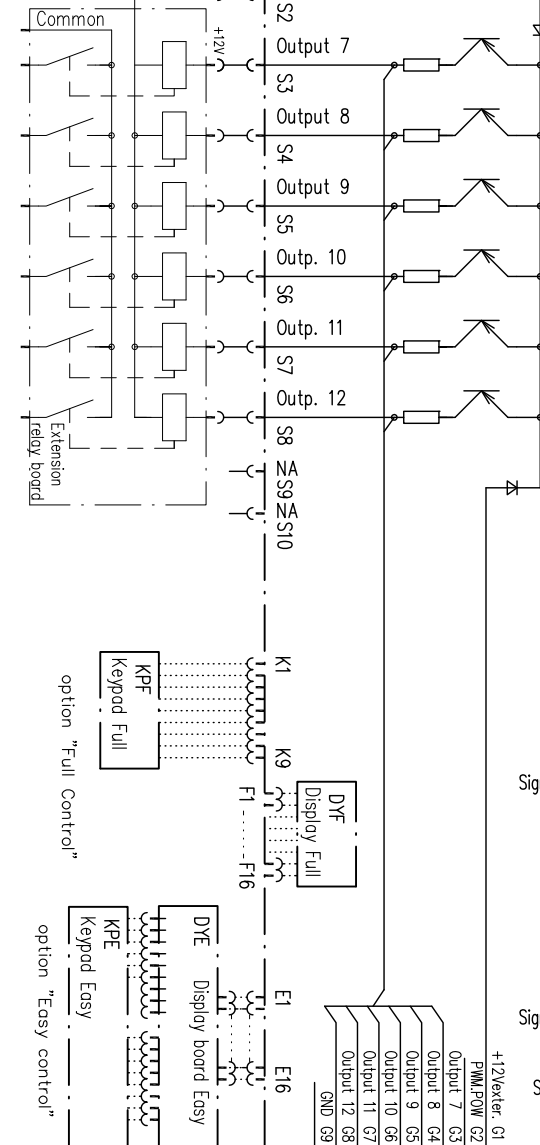 S2
Common
+12V
Output 7
S3
Output 8
S4
Output 9
S5
Outp. 10
S6
Outp. 11
S7
Outp. 12
S8
Extension
relay board
NA
S9
NA
S10
K1
KPF
Keypad Full
K9
option "Full Control"
F1
F16
DYF
Display Full
Sig
DYE
Display board Easy
KPE
Keypad Easy
option "Easy control"
E1
E16
Sig
S
+12Vexter. G1
PWM.POW G2
Output 7 G3
Output 8 G4
Output 9 G5
Output 10 G6
Output 11 G7
Output 12 G8
GND G9